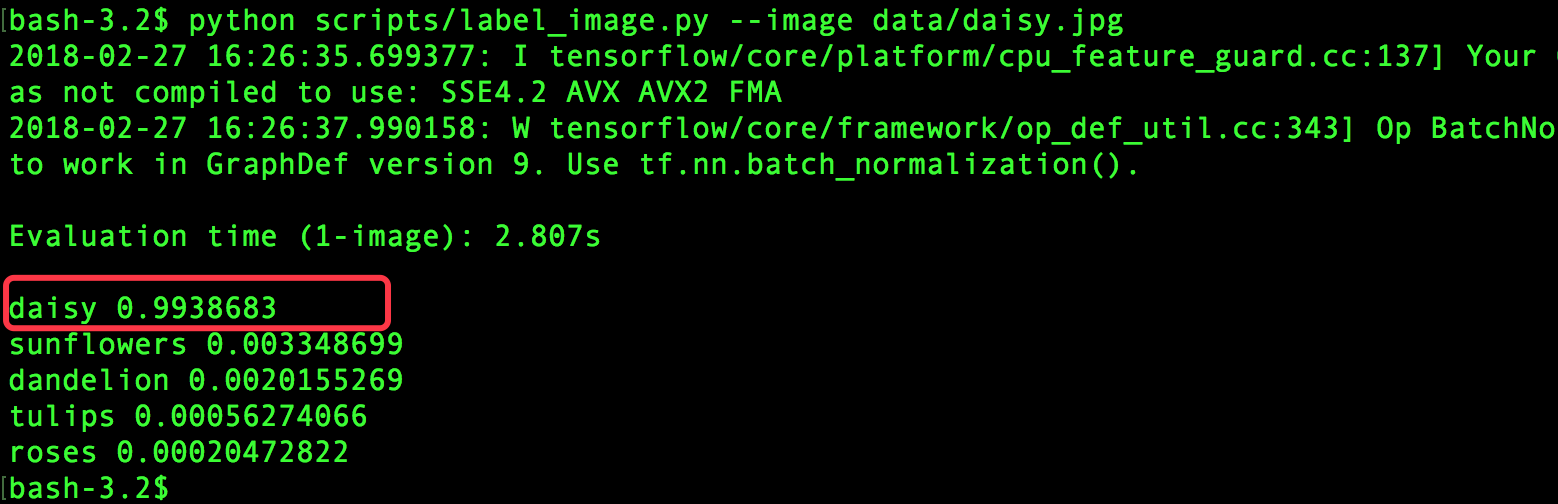 [bash-3.2$ python scripts/label_image.py --image data/daisy.jpg
2018-02-27 16:26:35.699377: I tensorflow/core/platform/cpu_feature_guard.cc:137] Your
as not compiled to use: SSE4.2 AVX AVX2 FMA
2018-02-27 16:26:37.990158: W tensorflow/core/framework/op_def_util.cc:343] Op BatchNo
to work in GraphDef version 9. Use tf.nn.batch_normalization().
Evaluation time (1-image): 2.807s
daisy 0.9938683
sunflowers 0.003348699
dandelion 0.0020155269
tulips 0.00056274066
roses 0.00020472822
[bash-3.2$